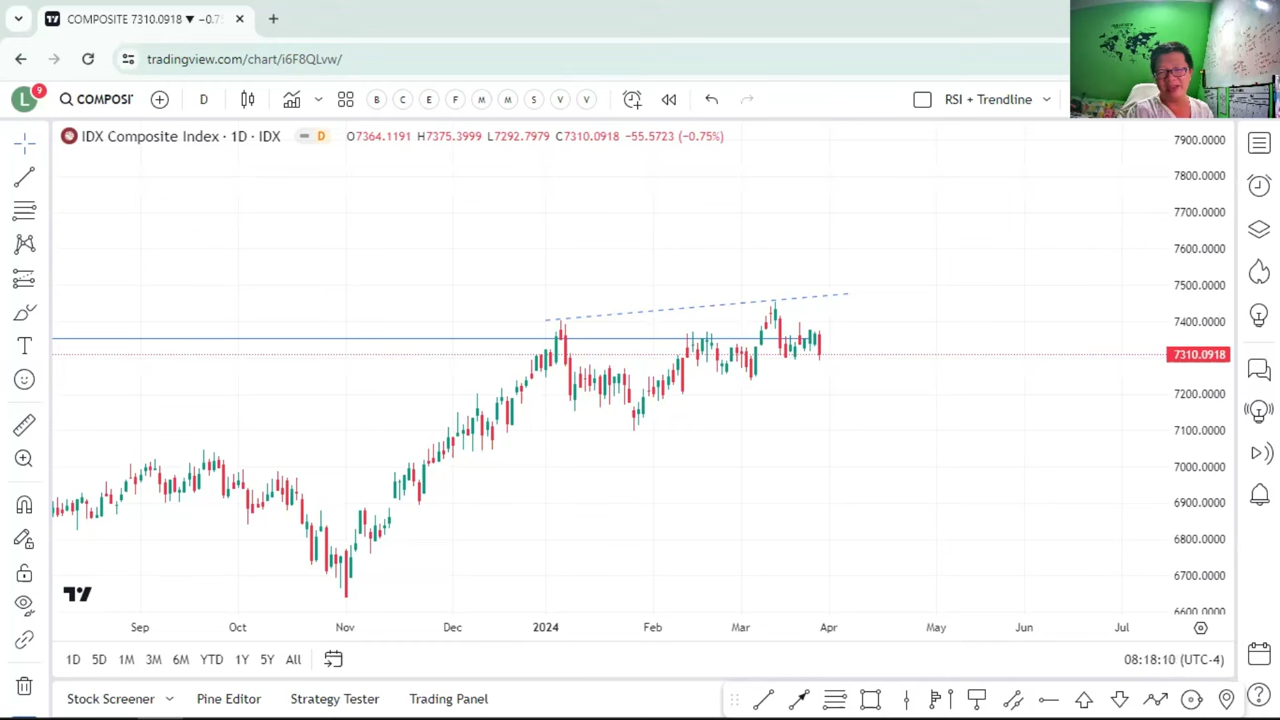 COMPOSITE 7310.0918 ▼ −0.7
tradingview.com/chart/i6F8QLvw/
L 9 COMPOSI D B C E F M M S V V RSI + Trendline
IDX Composite Index · 1D · IDX D O7364.1191 H7375.3999 L7292.7979 C7310.0918 −55.5723 (−0.75%)
7900.0000
7800.0000
7700.0000
7600.0000
7500.0000
7400.0000
7310.0918
7200.0000
7100.0000
7000.0000
6900.0000
6800.0000
6700.0000
6600.0000
Sep Oct Nov Dec 2024 Feb Mar Apr May Jun Jul
1D 5D 1M 3M 6M YTD 1Y 5Y All 08:18:10 (UTC-4)
Stock Screener Pine Editor Strategy Tester Trading Panel